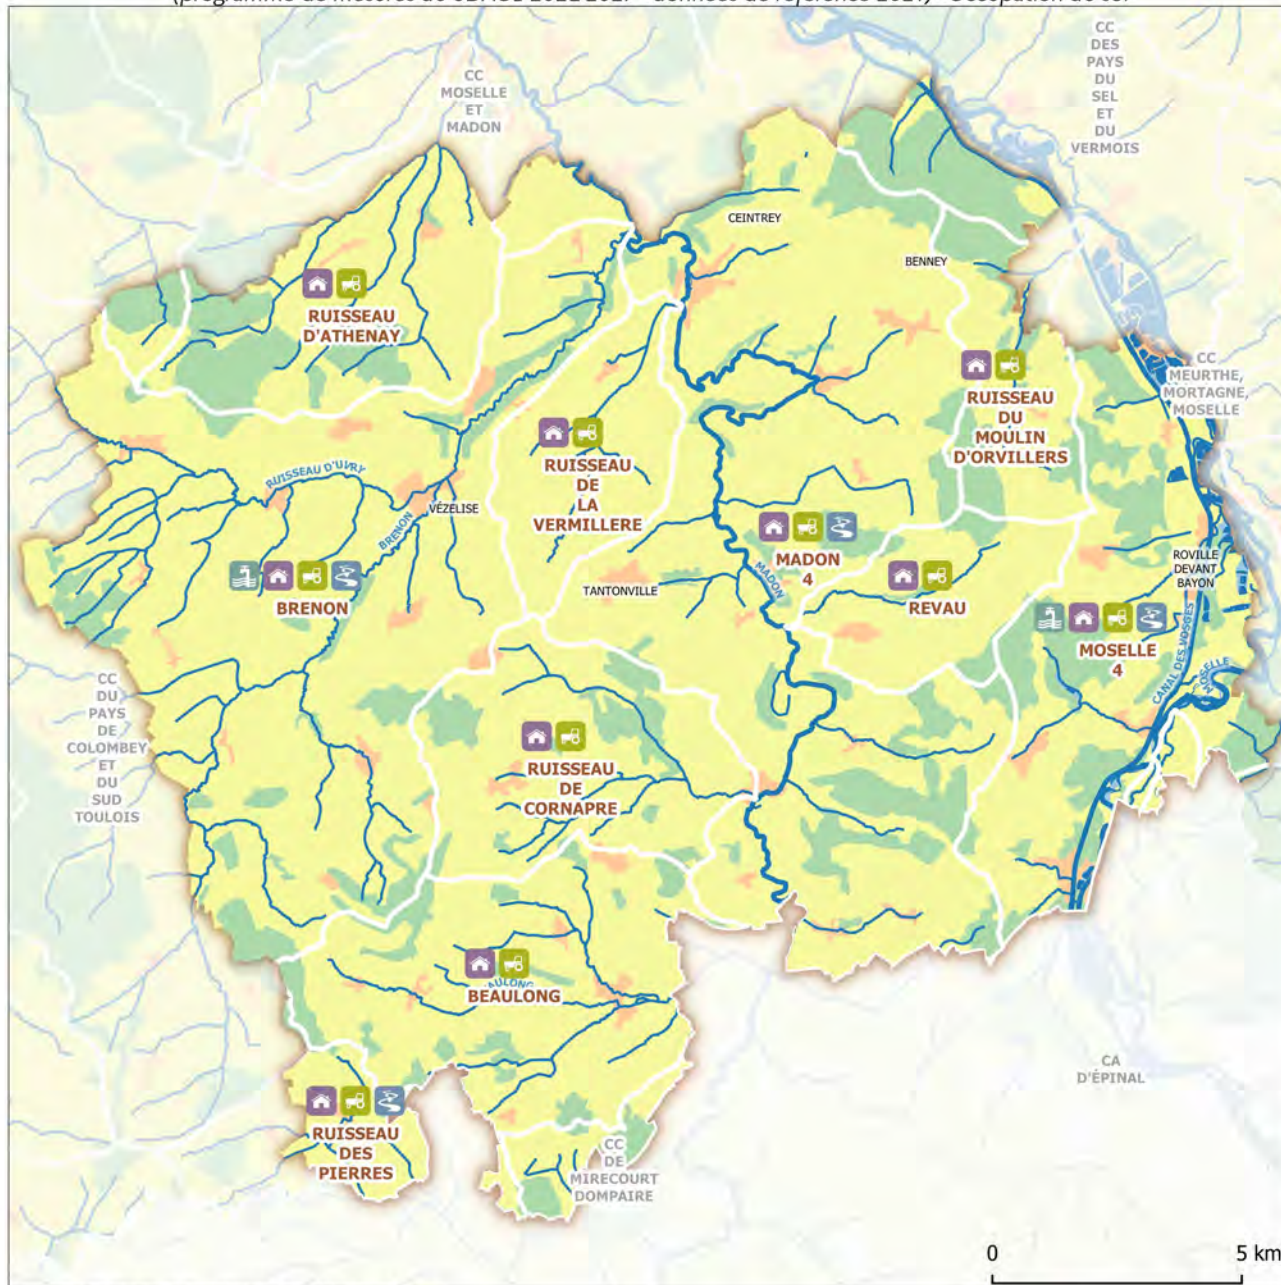 CC
DES
PAYS
DU
SEL
ET
DU
VERMOIS
CC
MOSELLE
ET
MADON
CEINTREY
BENNEY
RUISSEAU
D'ATHENAY
CC
MEURTHE,
MORTAGNE,
MOSELLE
RUISSEAU
DU
MOULIN
D'ORVILLERS
RUISSEAU
DE
LA
VERMILLERE
RUISSEAU D'UVRY
VÉZELISE
BRENON
BRENON
MADON
4
MADON
TANTONVILLE
REVAU
ROVILLE
DEVANT
BAYON
MOSELLE
4
CANAL DES VOSGES
MOSELLE
CC
DU
PAYS
DE
COLOMBEY
ET
DU
SUD
TOULOIS
RUISSEAU
DE
CORNAPRE
BEAULONG
CA
D'ÉPINAL
RUISSEAU
DES
PIERRES
CC
DE
MIRECOURT
DOMPAIRE
0 5 km